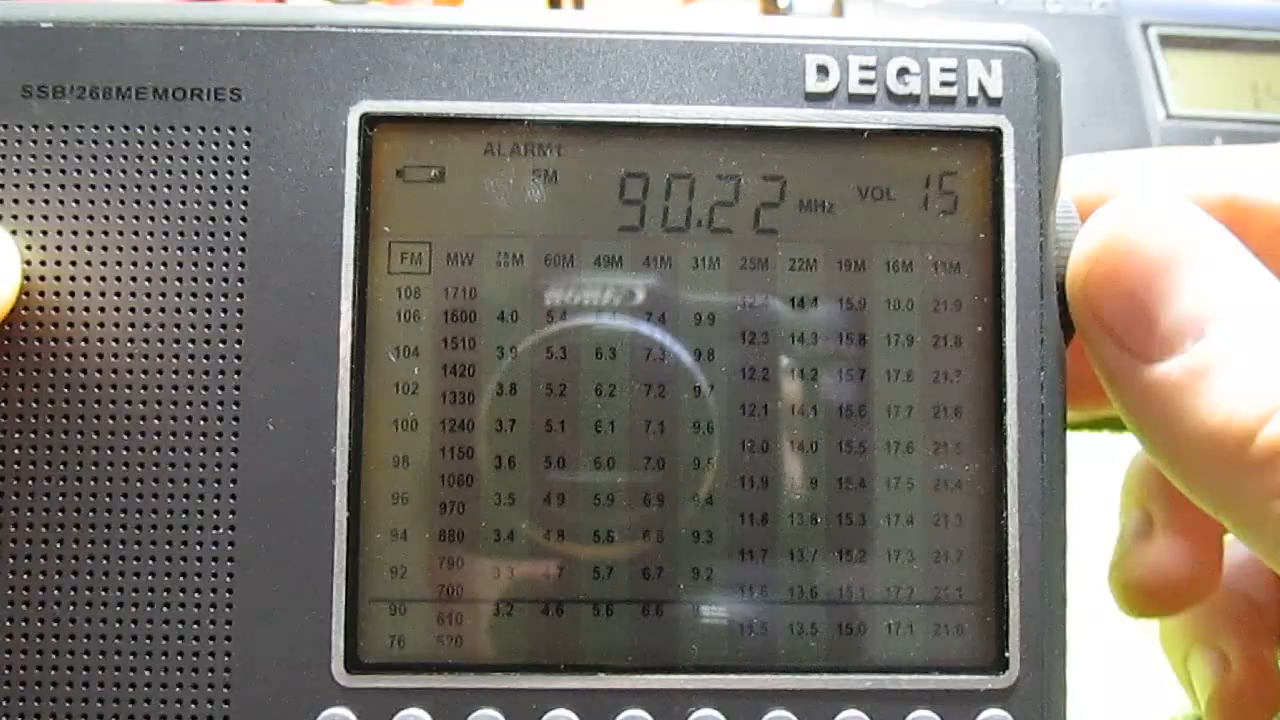 DEGEN
SSB/268MEMORIES
ALARM1
FM 90.22 MHz VOL 15
FM MW 60M 49M 41M 31M 25M 22M 19M 16M 13M
108 1710 14.4 15.9 18.0 21.9
106 1600 4.0 5.4 7.4 9.9
1510 12.3 14.3 15.8 17.9 21.8
104 3.9 5.3 6.3 7.3 9.8
1420 12.2 14.2 15.7 17.8 21.7
102 3.8 5.2 6.2 7.2 9.7
1330 12.1 14.1 15.6 17.7 21.6
100 1240 3.7 5.1 6.1 7.1 9.6
1150 12.0 14.0 15.5 17.6 21.5
98 3.6 5.0 6.0 7.0 9.5
1060 11.9 13.9 15.4 17.5 21.4
96 3.5 4.9 5.9 6.9 9.4
970 11.8 13.8 15.3 17.4 21.3
94 880 3.4 4.8 5.8 6.8 9.3
790 11.7 13.7 15.2 17.3 21.2
92 3.3 4.7 5.7 6.7 9.2
700 11.6 13.6 15.1 17.2 21.1
90 3.2 4.6 5.6 6.6
610 11.5 13.5 15.0 17.1 21.0
76 520